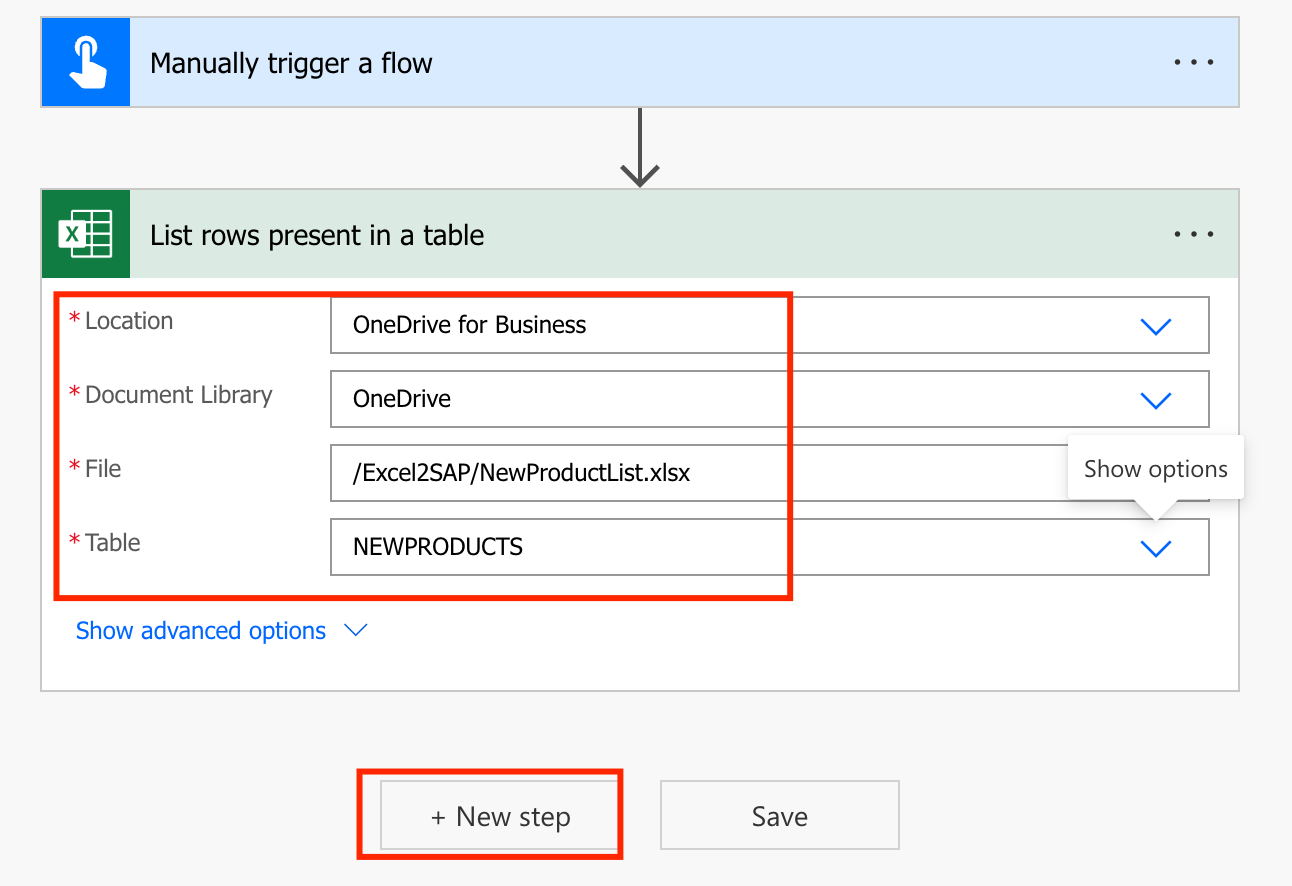 Manually trigger a flow
List rows present in a table
* Location
OneDrive for Business
* Document Library
OneDrive
* File
/Excel2SAP/NewProductList.xlsx
Show options
* Table
NEWPRODUCTS
Show advanced options
+ New step
Save